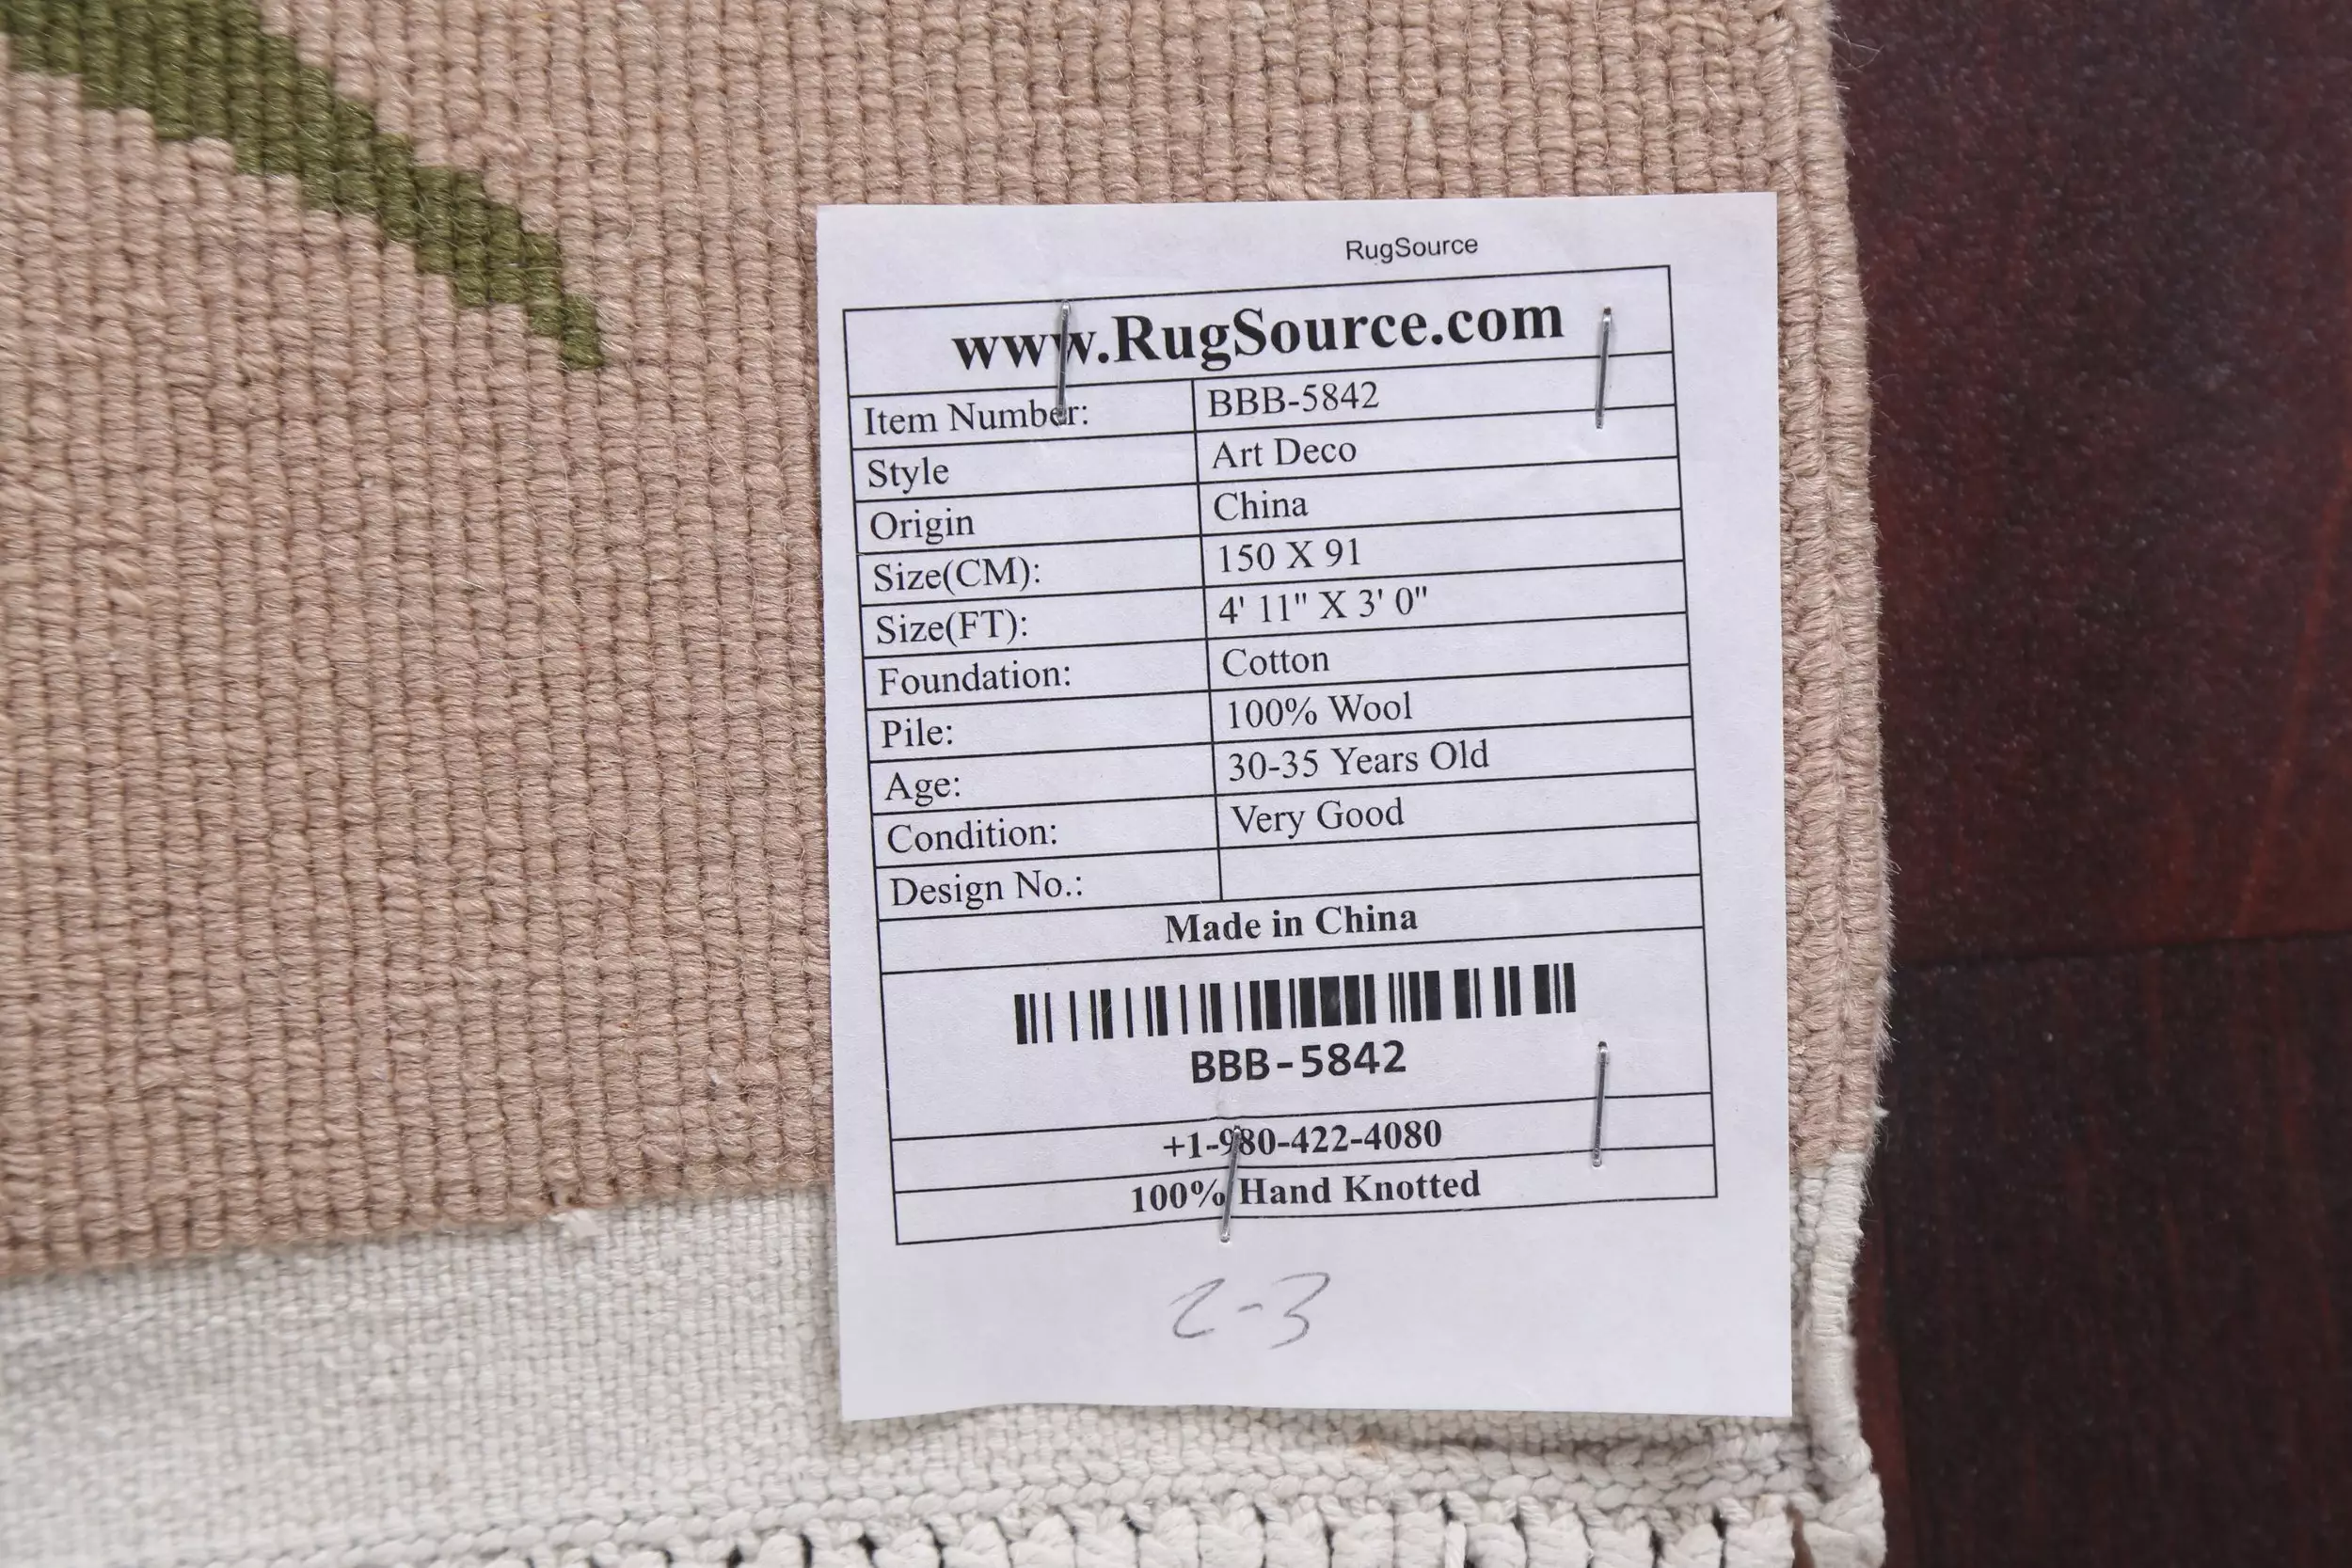 RugSource
www.RugSource.com
Item Number: BBB-5842
Style Art Deco
Origin China
Size(CM): 150 X 91
Size(FT): 4' 11" X 3' 0"
Foundation: Cotton
Pile: 100% Wool
Age: 30-35 Years Old
Condition: Very Good
Design No.:
Made in China
BBB-5842
+1-980-422-4080
100% Hand Knotted
2-3